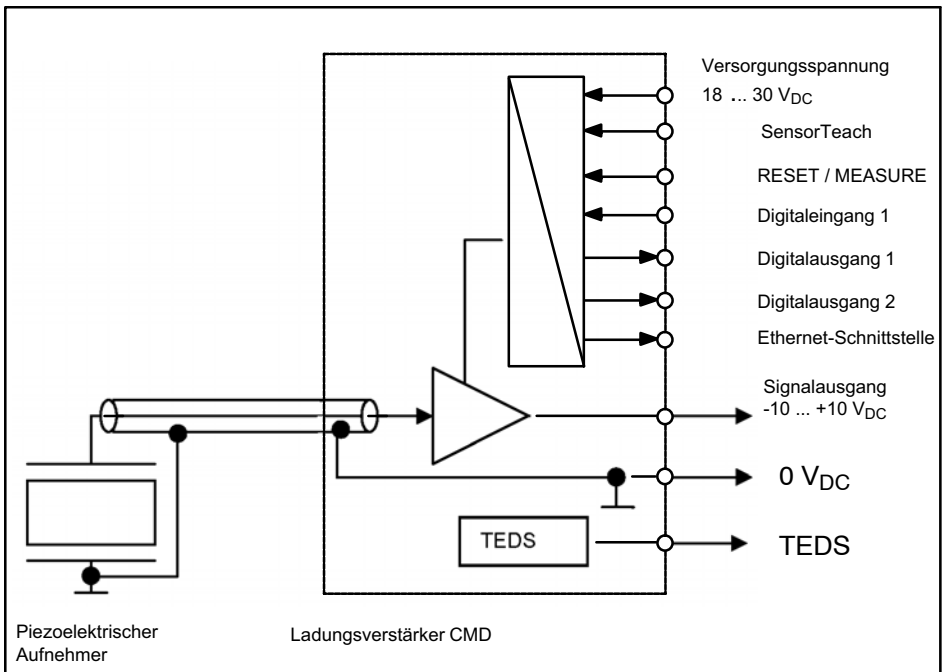 Versorgungsspannung
18 ... 30 VDC
SensorTeach
RESET / MEASURE
Digitaleingang 1
Digitalausgang 1
Digitalausgang 2
Ethernet-Schnittstelle
Signalausgang
-10 ... +10 VDC
0 VDC
TEDS
TEDS
Piezoelektrischer
Aufnehmer
Ladungsverstärker CMD